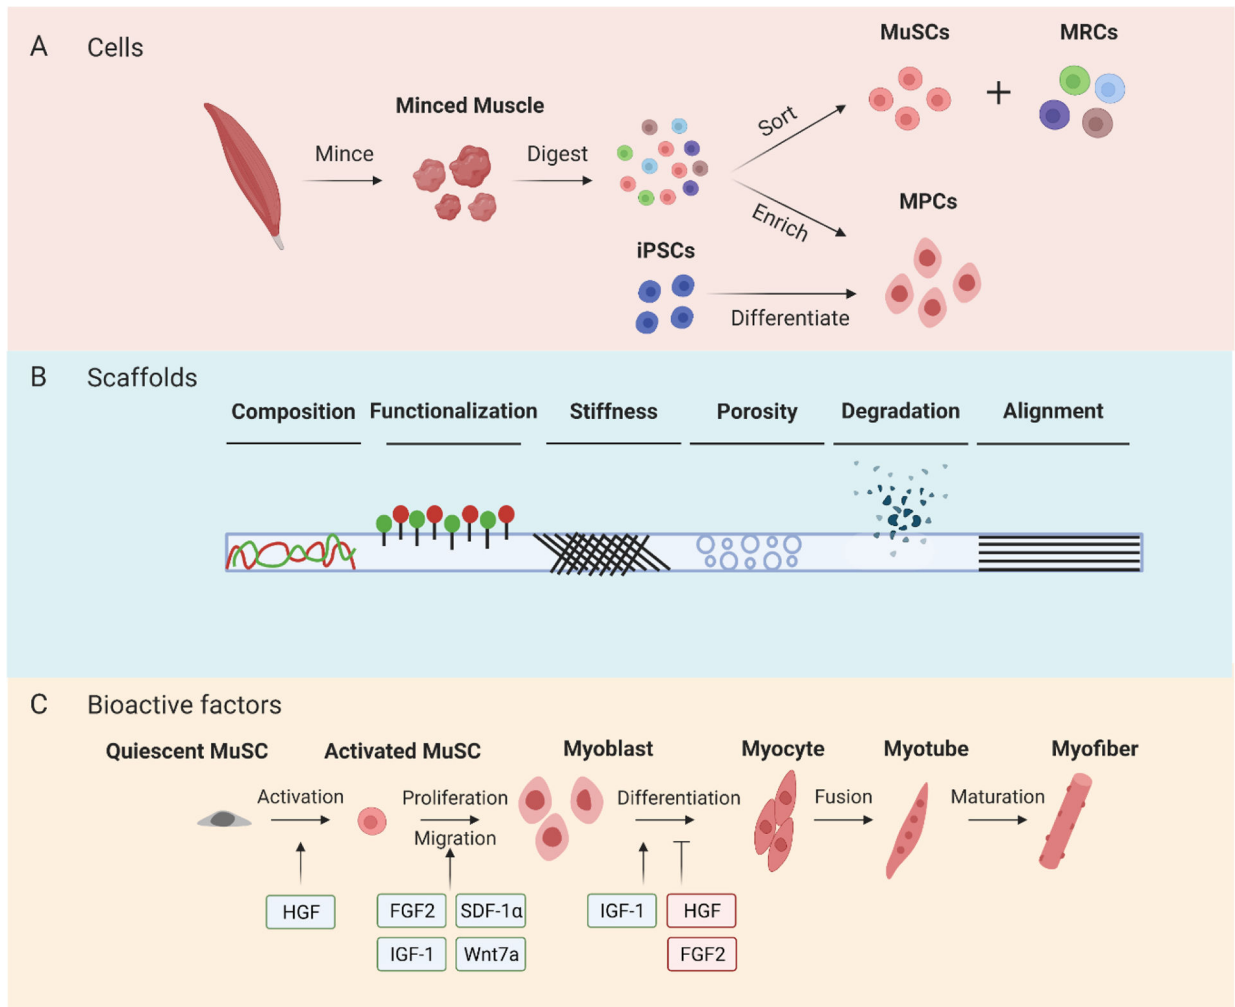 A Cells
MuSCs
MRCs
+
Minced Muscle
Mince
Digest
Sort
Enrich
MPCs
iPSCs
Differentiate
B Scaffolds
Composition Functionalization Stiffness Porosity Degradation Alignment
C Bioactive factors
Quiescent MuSC Activated MuSC Myoblast Myocyte Myotube Myofiber
Activation Proliferation Differentiation Fusion Maturation
Migration
HGF FGF2 SDF-1α IGF-1 HGF
IGF-1 Wnt7a FGF2